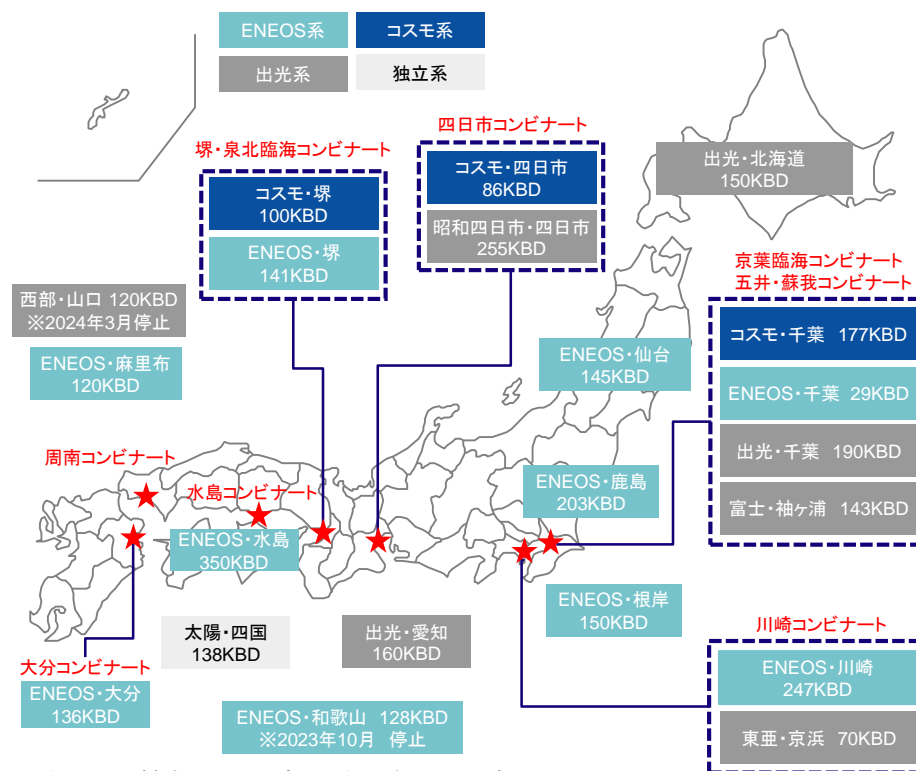 ENEOS系
コスモ系
出光系
独立系
四日市コンビナート
堺・泉北臨海コンビナート
コスモ・四日市
86KBD
昭和四日市・四日市
255KBD
コスモ・堺
100KBD
ENEOS・堺
141KBD
出光・北海道
150KBD
京葉臨海コンビナート
五井・蘇我コンビナート
コスモ・千葉 177KBD
ENEOS・千葉 29KBD
出光・千葉 190KBD
富士・袖ヶ浦 143KBD
西部・山口 120KBD
※2024年3月停止
ENEOS・麻里布
120KBD
ENEOS・仙台
145KBD
周南コンビナート
水島コンビナート
ENEOS・鹿島
203KBD
ENEOS・水島
350KBD
ENEOS・根岸
150KBD
太陽・四国
138KBD
出光・愛知
160KBD
川崎コンビナート
ENEOS・川崎
247KBD
東亜・京浜 70KBD
大分コンビナート
ENEOS・大分
136KBD
ENEOS・和歌山 128KBD
※2023年10月 停止